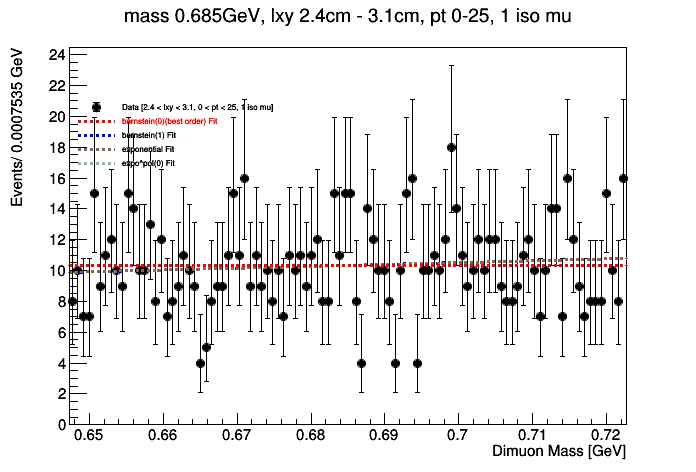 mass 0.685GeV, lxy 2.4cm - 3.1cm, pt 0-25, 1 iso mu
Events/ 0.0007535 GeV
24
22
20
18
16
14
12
10
8
6
4
2
0
Data [2.4 < lxy < 3.1, 0 < pt < 25, 1 iso mu]
bernstein(0)(best order) Fit
bernstein(1) Fit
exponential Fit
expo*pol(0) Fit
0.65 0.66 0.67 0.68 0.69 0.7 0.71 0.72
Dimuon Mass [GeV]